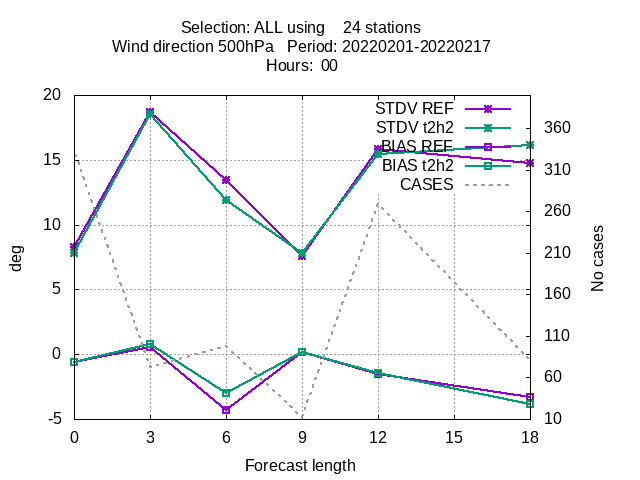 Selection: ALL using    24 stations
Wind direction 500hPa   Period: 20220201-20220217
Hours:  00
20
15
10
5
0
-5
deg
STDV REF
STDV t2h2
BIAS REF
BIAS t2h2
CASES
360
310
260
210
160
110
60
10
No cases
0 3 6 9 12 15 18
Forecast length